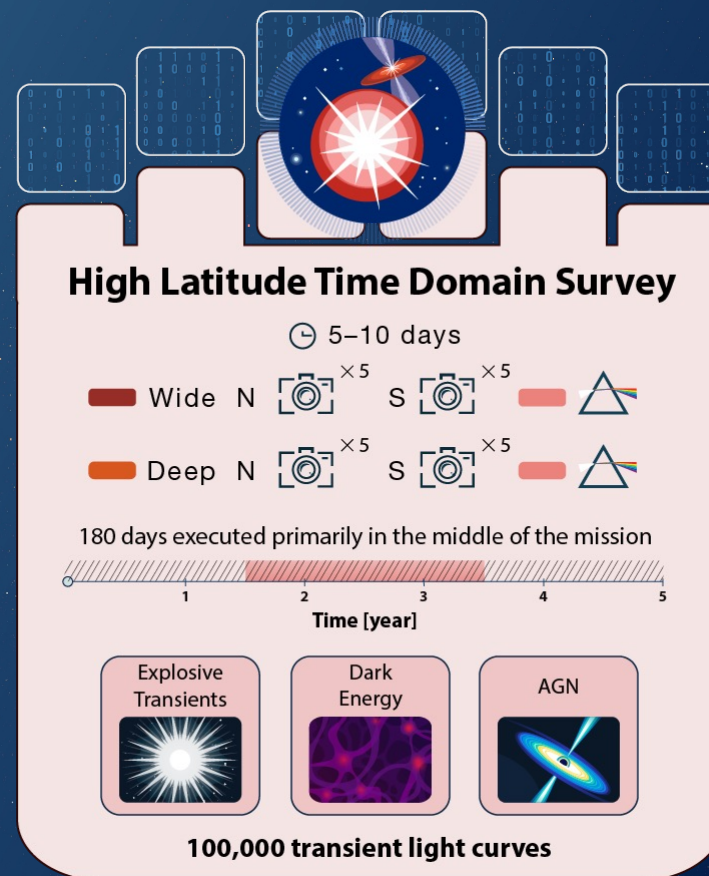 High Latitude Time Domain Survey
5–10 days
Wide N ×5 S ×5
Deep N ×5 S ×5
180 days executed primarily in the middle of the mission
1 2 3 4 5
Time [year]
Explosive
Transients
Dark
Energy
AGN
100,000 transient light curves